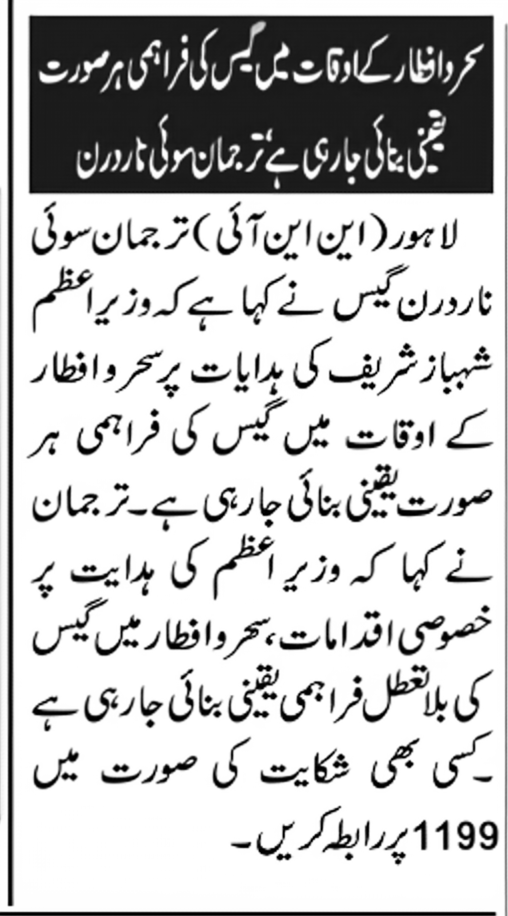 سحر و افطار کے اوقات میں گیس کی فراہمی ہر صورت
یقینی بنائی جارہی ہے، ترجمان سوئی ناردرن
لاہور (این این آئی) ترجمان سوئی
ناردرن گیس نے کہا ہے کہ وزیر اعظم
شہباز شریف کی ہدایات پر سحر و افطار
کے اوقات میں گیس کی فراہمی ہر
صورت یقینی بنائی جارہی ہے۔ ترجمان
نے کہا کہ وزیر اعظم کی ہدایت پر
خصوصی اقدامات، سحر و افطار میں گیس
کی بلا تعطل فراہمی یقینی بنائی جارہی ہے
۔ کسی بھی شکایت کی صورت میں
1199 پر رابطہ کریں۔